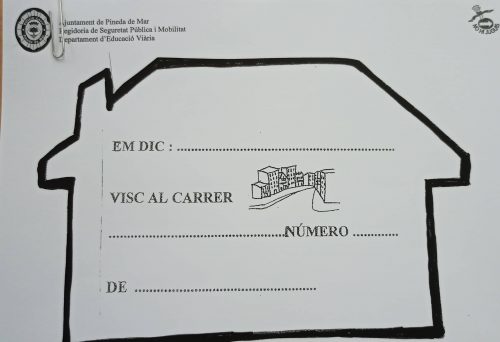 Ajuntament de Pineda de Mar
Regidoria de Seguretat Pública i Mobilitat
Departament d'Educació Viària
EM DIC : ............................................................
VISC AL CARRER
.................................................NÚMERO ............
DE ..................................................